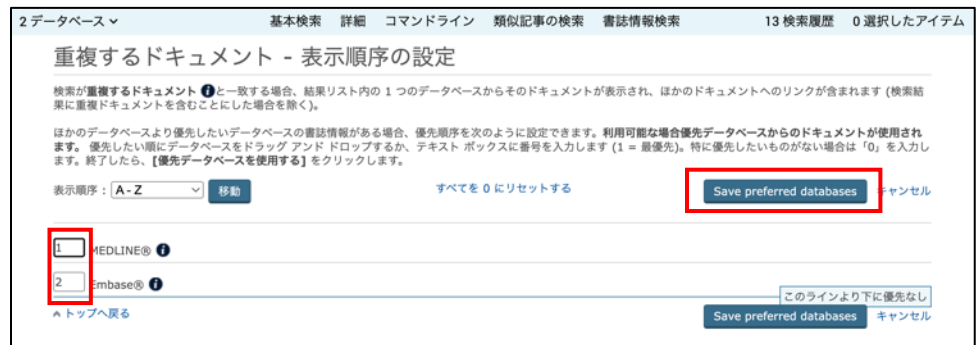 2 データベース 基本検索 詳細 コマンドライン 類似記事の検索 書誌情報検索 13 検索履歴 0 選択したアイテム
重複するドキュメント - 表示順序の設定
検索が重複するドキュメント と一致する場合、結果リスト内の 1 つのデータベースからそのドキュメントが表示され、ほかのドキュメントへのリンクが含まれます (検索結
果に重複ドキュメントを含むことにした場合を除く)。
ほかのデータベースより優先したいデータベースの書誌情報がある場合、優先順序を次のように設定できます。利用可能な場合優先データベースからのドキュメントが使用され
ます。 優先したい順にデータベースをドラッグ アンド ドロップするか、テキスト ボックスに番号を入力します (1 = 最優先)。特に優先したいものがない場合は「0」を入力し
ます。終了したら、[優先データベースを使用する] をクリックします。
表示順序： A - Z 移動 すべてを 0 にリセットする Save preferred databases キャンセル
1 MEDLINE®
2 Embase®
このラインより下に優先なし
トップへ戻る Save preferred databases キャンセル